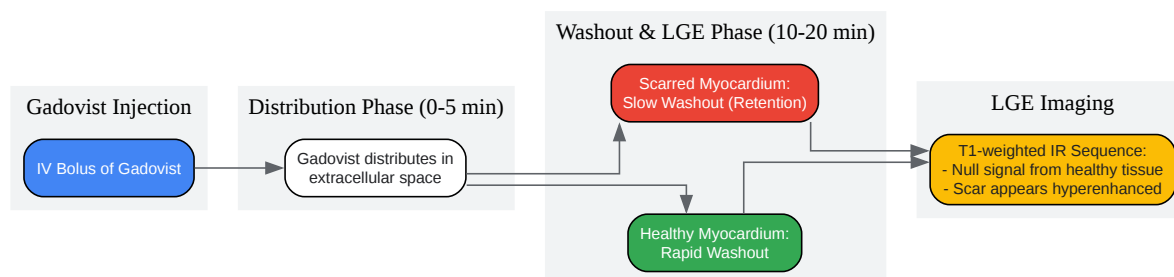 Gadovist Injection
IV Bolus of Gadovist
Distribution Phase (0-5 min)
Gadovist distributes in
extracellular space
Washout & LGE Phase (10-20 min)
Scarred Myocardium:
Slow Washout (Retention)
Healthy Myocardium:
Rapid Washout
LGE Imaging
T1-weighted IR Sequence:
- Null signal from healthy tissue
- Scar appears hyperenhanced